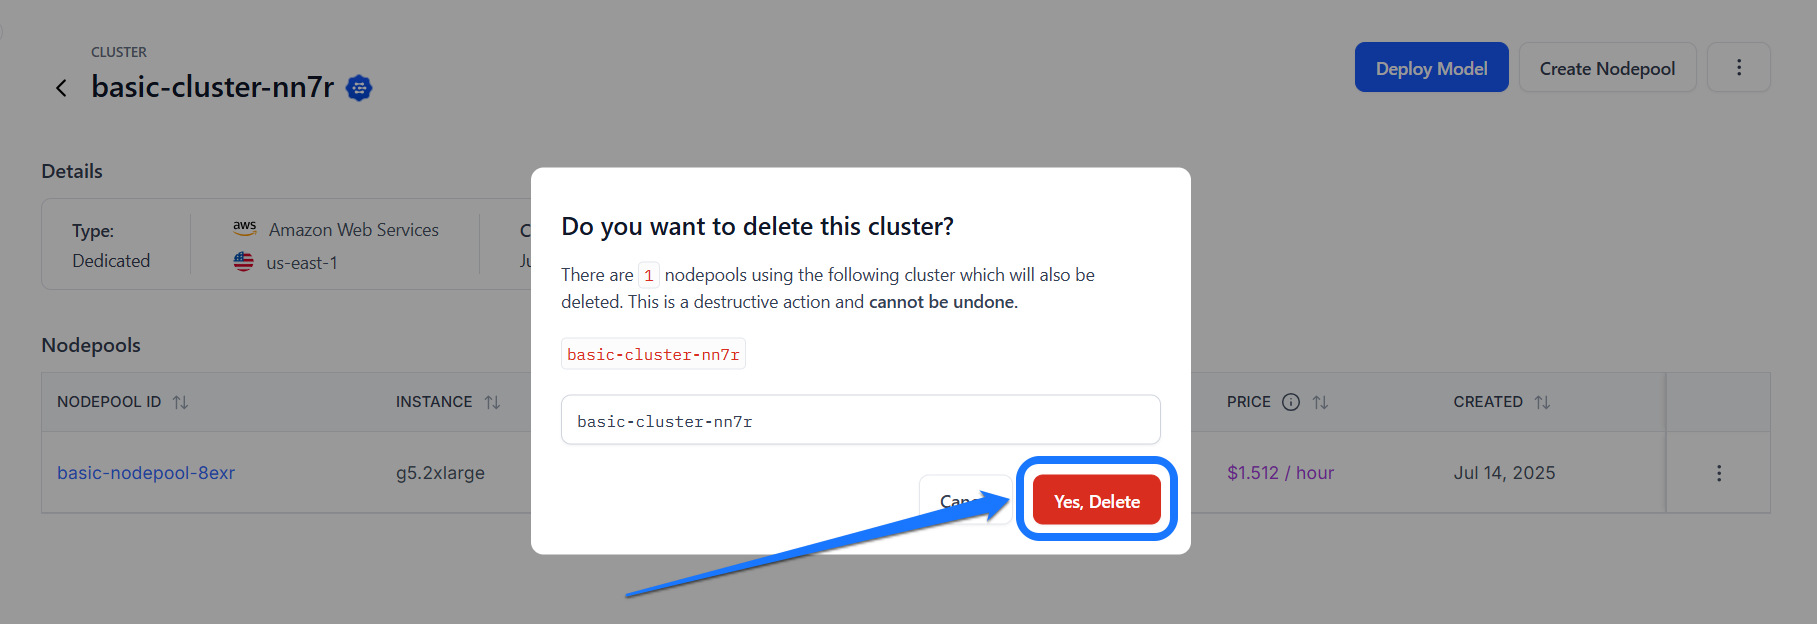 CLUSTER
basic-cluster-nn7r
Deploy Model
Create Nodepool
Details
Type:
Dedicated
aws Amazon Web Services
us-east-1
Do you want to delete this cluster?
There are 1 nodepools using the following cluster which will also be
deleted. This is a destructive action and cannot be undone.
basic-cluster-nn7r
basic-cluster-nn7r
Yes, Delete
Nodepools
NODEPOOL ID
INSTANCE
PRICE
CREATED
basic-nodepool-8exr
g5.2xlarge
$1.512 / hour
Jul 14, 2025